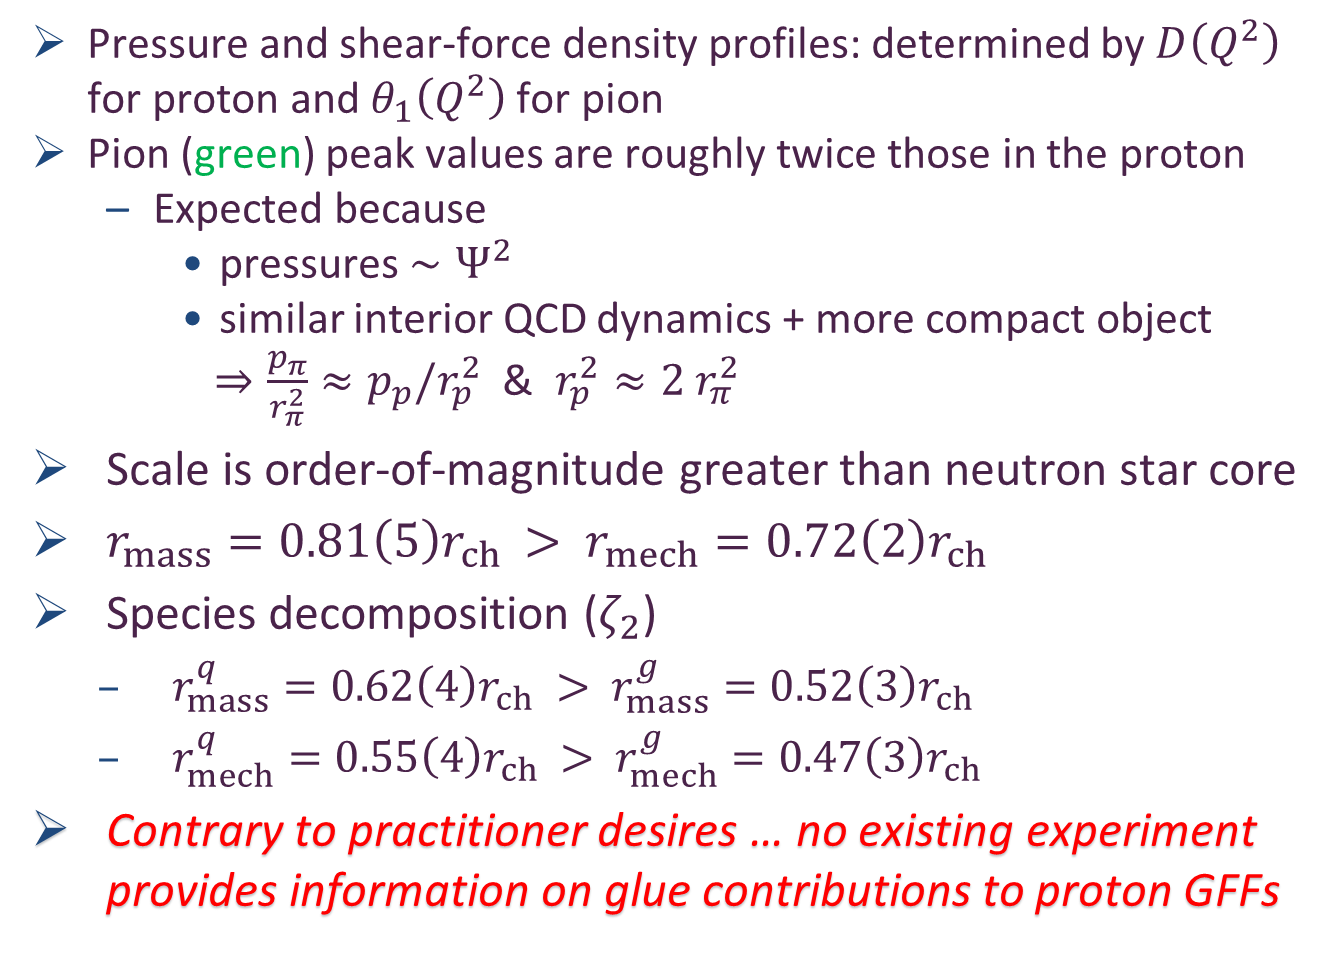 ➢ Pressure and shear-force density profiles: determined by D(Q²)
for proton and θ₁(Q²) for pion
➢ Pion (green) peak values are roughly twice those in the proton
– Expected because
• pressures ~ Ψ²
• similar interior QCD dynamics + more compact object
⇒ p_π/r_π² ≈ p_p/r_p² & r_p² ≈ 2 r_π²
➢ Scale is order-of-magnitude greater than neutron star core
➢ r_mass = 0.81(5)r_ch > r_mech = 0.72(2)r_ch
➢ Species decomposition (ζ₂)
– r^q_mass = 0.62(4)r_ch > r^g_mass = 0.52(3)r_ch
– r^q_mech = 0.55(4)r_ch > r^g_mech = 0.47(3)r_ch
➢ Contrary to practitioner desires … no existing experiment
provides information on glue contributions to proton GFFs